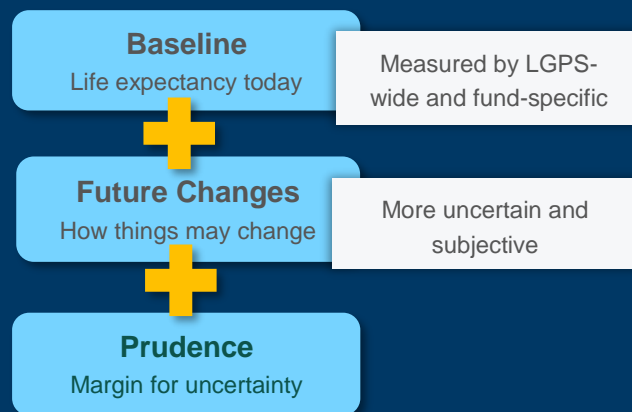 Baseline
Life expectancy today
Measured by LGPS-
wide and fund-specific
Future Changes
How things may change
More uncertain and
subjective
Prudence
Margin for uncertainty